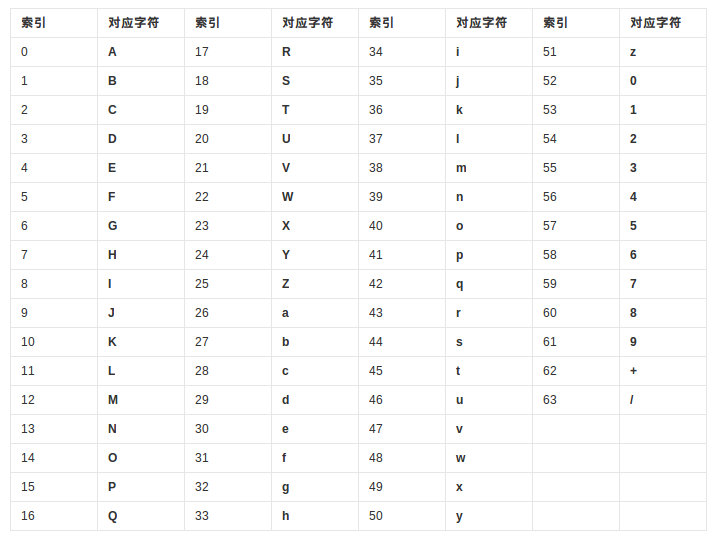 索引 对应字符 索引 对应字符 索引 对应字符 索引 对应字符
0 A 17 R 34 i 51 z
1 B 18 S 35 j 52 0
2 C 19 T 36 k 53 1
3 D 20 U 37 l 54 2
4 E 21 V 38 m 55 3
5 F 22 W 39 n 56 4
6 G 23 X 40 o 57 5
7 H 24 Y 41 p 58 6
8 I 25 Z 42 q 59 7
9 J 26 a 43 r 60 8
10 K 27 b 44 s 61 9
11 L 28 c 45 t 62 +
12 M 29 d 46 u 63 /
13 N 30 e 47 v
14 O 31 f 48 w
15 P 32 g 49 x
16 Q 33 h 50 y